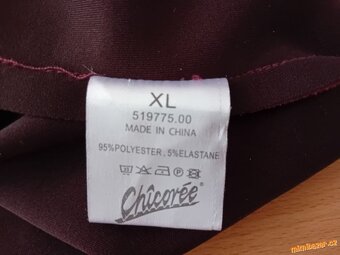 XL
519775.00
MADE IN CHINA
95%POLYESTER, 5%ELASTANE
Chicorée
mimibazar.cz